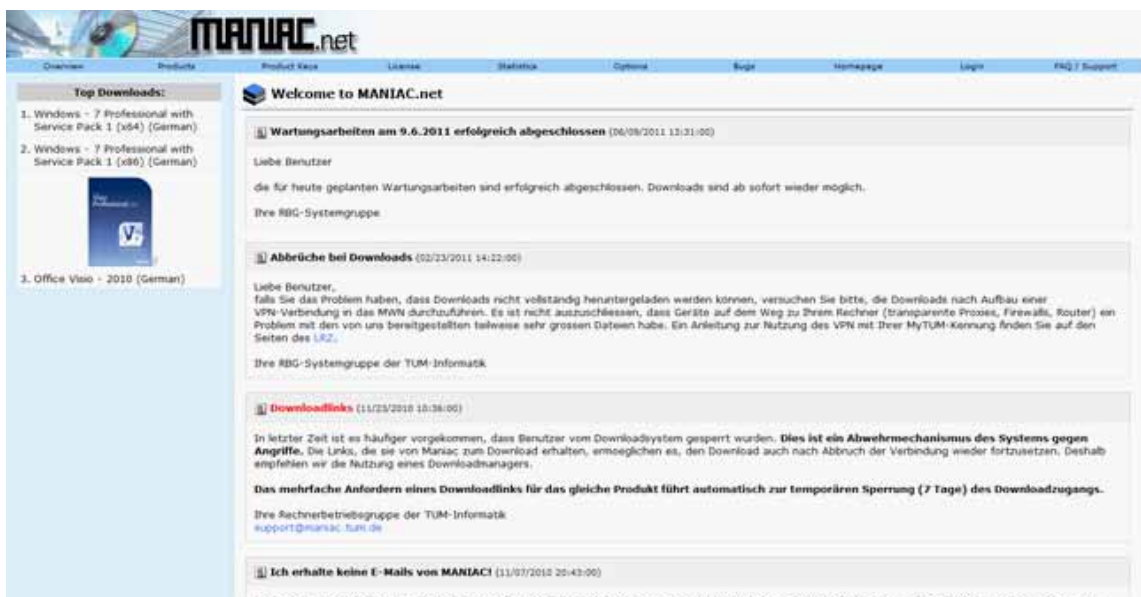 MANIAC.net
Overview Products Product Keys License Statistics Options Bugs Homepage Login FAQ / Support
Top Downloads:
1. Windows - 7 Professional with
Service Pack 1 (x64) (German)
2. Windows - 7 Professional with
Service Pack 1 (x86) (German)
Visio
Professional
3. Office Visio - 2010 (German)
Welcome to MANIAC.net
Wartungsarbeiten am 9.6.2011 erfolgreich abgeschlossen (06/09/2011 13:31:00)
Liebe Benutzer
die für heute geplanten Wartungsarbeiten sind erfolgreich abgeschlossen. Downloads sind ab sofort wieder möglich.
Ihre RBG-Systemgruppe
Abbrüche bei Downloads (02/23/2011 14:22:00)
Liebe Benutzer,
falls Sie das Problem haben, dass Downloads nicht vollständig heruntergeladen werden können, versuchen Sie bitte, die Downloads nach Aufbau einer
VPN-Verbindung in das MWN durchzuführen. Es ist nicht auszuschliessen, dass Geräte auf dem Weg zu Ihrem Rechner (transparente Proxies, Firewalls, Router) ein
Problem mit den von uns bereitgestellten teilweise sehr grossen Dateien habe. Ein Anleitung zur Nutzung des VPN mit Ihrer MyTUM-Kennung finden Sie auf den
Seiten des LRZ.
Ihre RBG-Systemgruppe der TUM-Informatik
Downloadlinks (11/23/2010 10:36:00)
In letzter Zeit ist es häufiger vorgekommen, dass Benutzer vom Downloadsystem gesperrt wurden. Dies ist ein Abwehrmechanismus des Systems gegen
Angriffe. Die Links, die sie von Maniac zum Download erhalten, ermoeglichen es, den Download auch nach Abbruch der Verbindung wieder fortzusetzen. Deshalb
empfehlen wir die Nutzung eines Downloadmanagers.
Das mehrfache Anfordern eines Downloadlinks für das gleiche Produkt führt automatisch zur temporären Sperrung (7 Tage) des Downloadzugangs.
Ihre Rechnerbetriebsgruppe der TUM-Informatik
support@maniac.tum.de
Ich erhalte keine E-Mails von MANIAC! (11/07/2010 20:43:00)